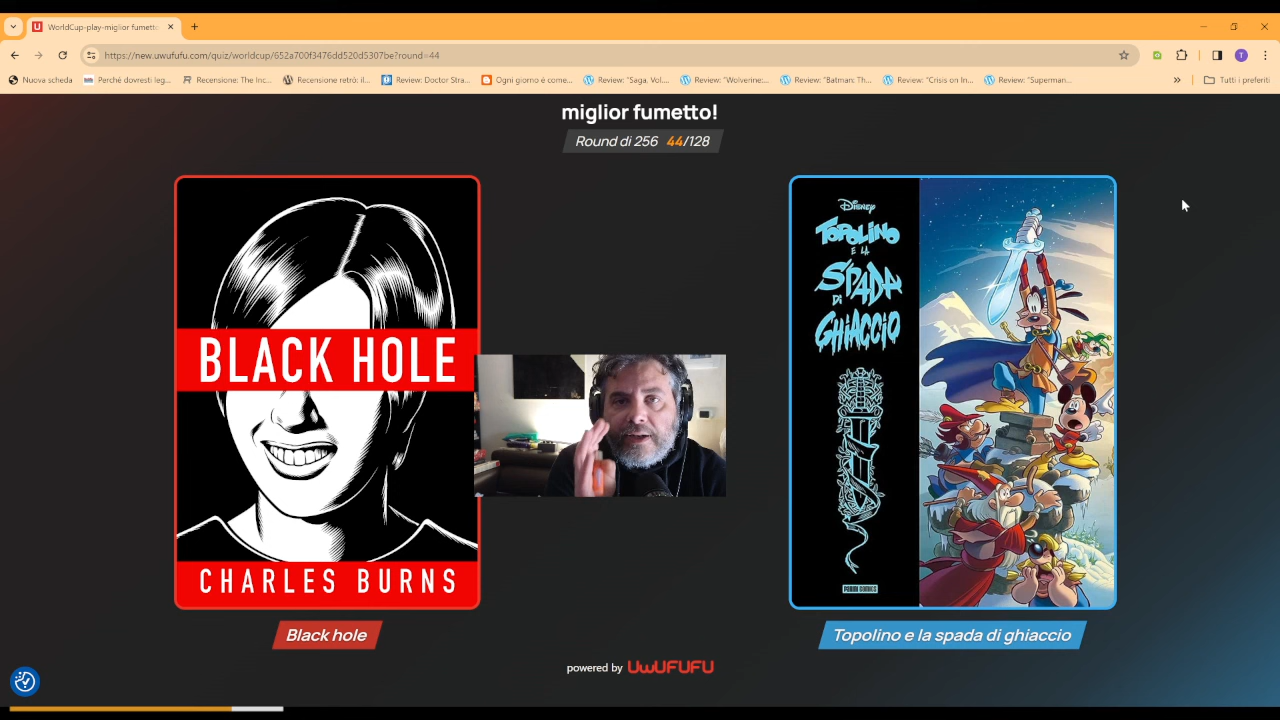 WorldCup-play-miglior fumetto
https://new.uwufufu.com/quiz/worldcup/652a700f3476dd520d5307be?round=44
T
Nuova scheda
Perché dovresti leg...
Recensione: The Inc...
Recensione retrò: il...
Review: Doctor Stra...
Ogni giorno è come...
Review: "Saga, Vol....
Review: "Wolverine:...
Review: "Batman: Th...
Review: "Crisis on In...
Review: "Superman...
Tutti i preferiti
miglior fumetto!
Round di 256 44/128
BLACK HOLE
CHARLES BURNS
Black hole
Disney
TOPOLINO
E LA
SPADA
DI
GHIACCIO
PANINI COMICS
Topolino e la spada di ghiaccio
powered by UwUFUFU